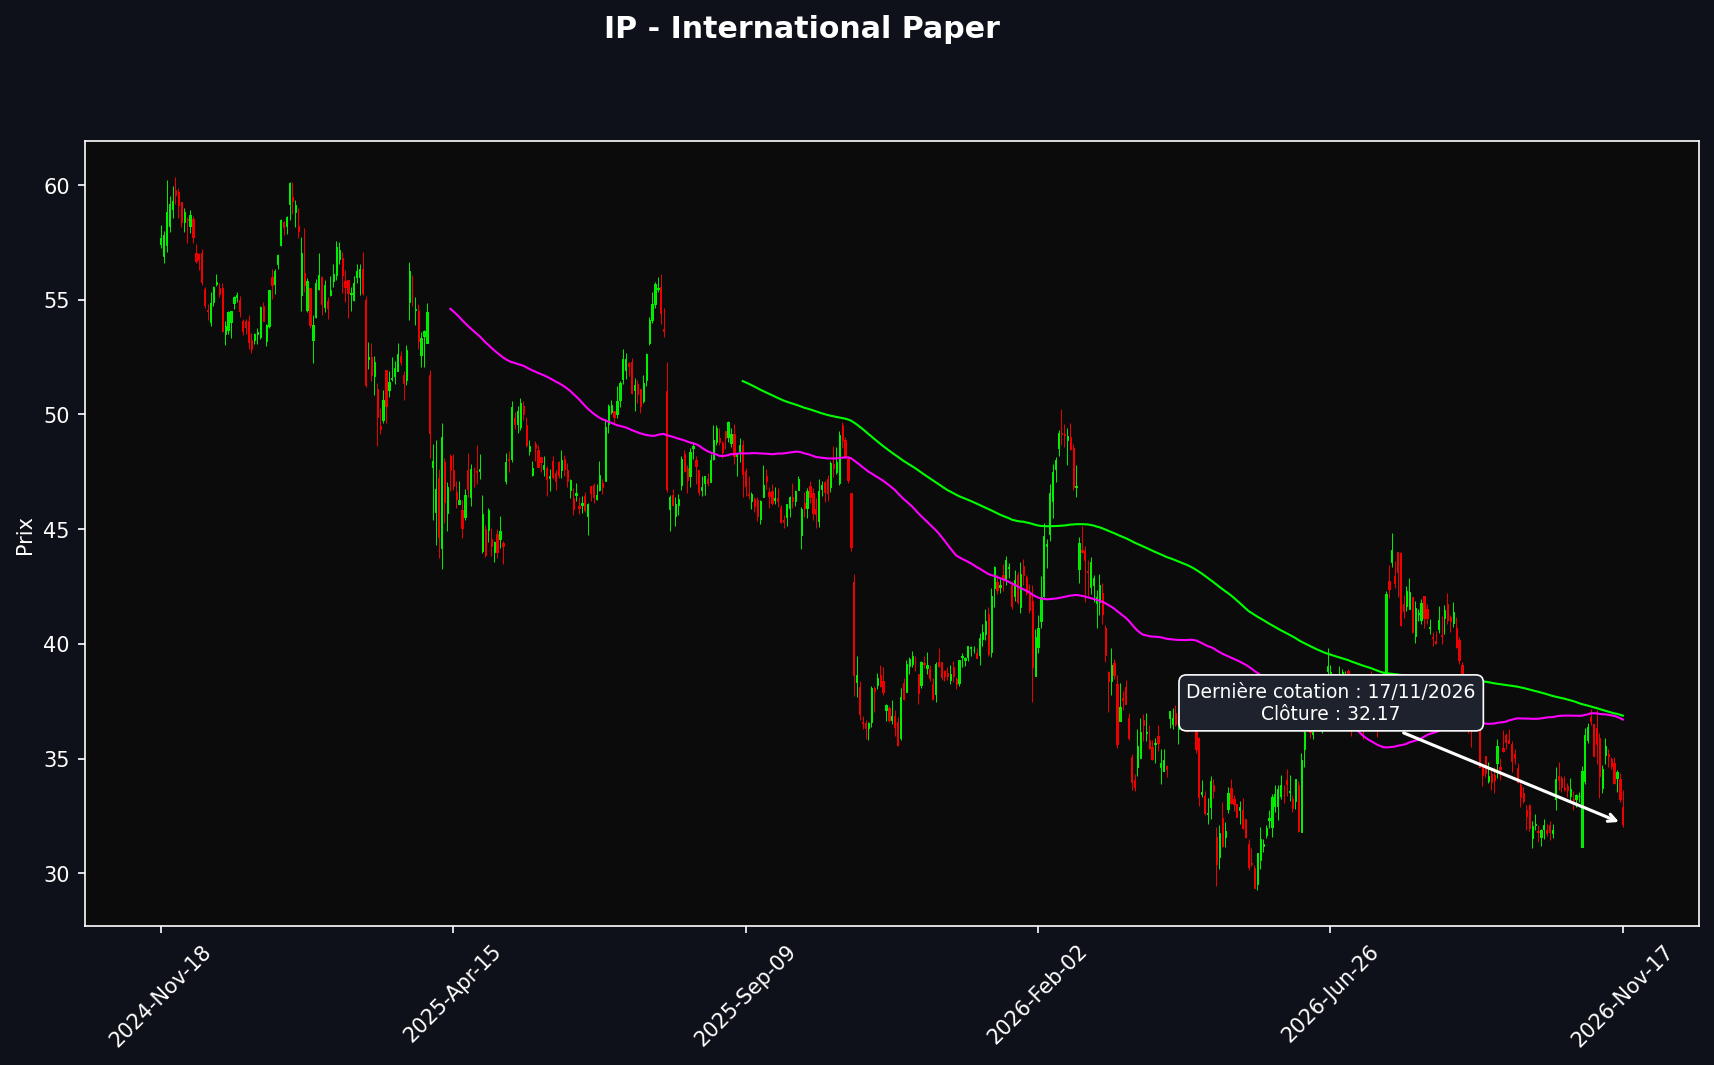 IP - International Paper
Prix
60
55
50
45
40
35
30
Dernière cotation : 17/11/2026
Clôture : 32.17
2024-Nov-18
2025-Apr-15
2025-Sep-09
2026-Feb-02
2026-Jun-26
2026-Nov-17